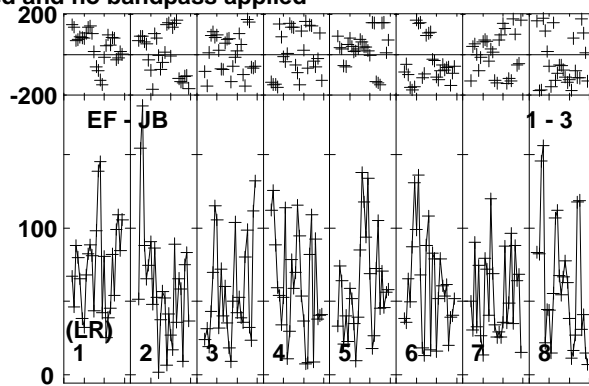 ed and no bandpass applied
200
-200
EF - JB 1 - 3
100
(LR)
1 2 3 4 5 6 7 8
0